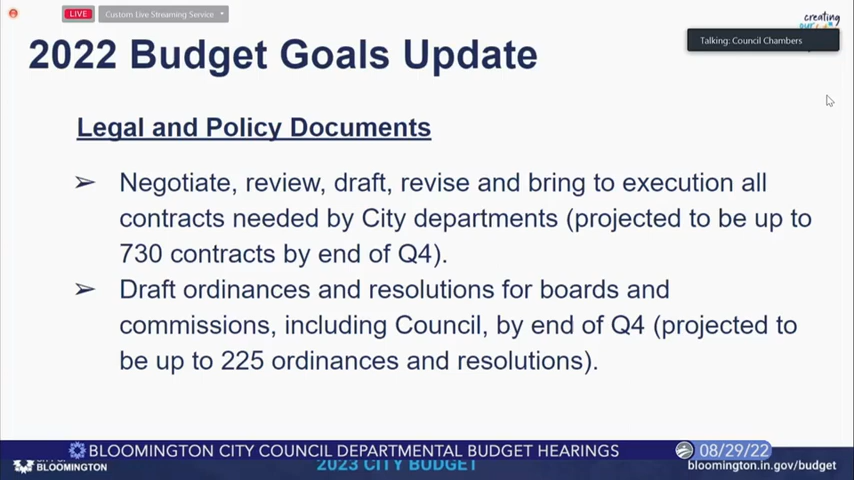 LIVE
Custom Live Streaming Service
creating
Talking: Council Chambers
2022 Budget Goals Update
Legal and Policy Documents
➢ Negotiate, review, draft, revise and bring to execution all
contracts needed by City departments (projected to be up to
730 contracts by end of Q4).
➢ Draft ordinances and resolutions for boards and
commissions, including Council, by end of Q4 (projected to
be up to 225 ordinances and resolutions).
BLOOMINGTON CITY COUNCIL DEPARTMENTAL BUDGET HEARINGS
08/29/22
BLOOMINGTON
2023 CITY BUDGET
bloomington.in.gov/budget